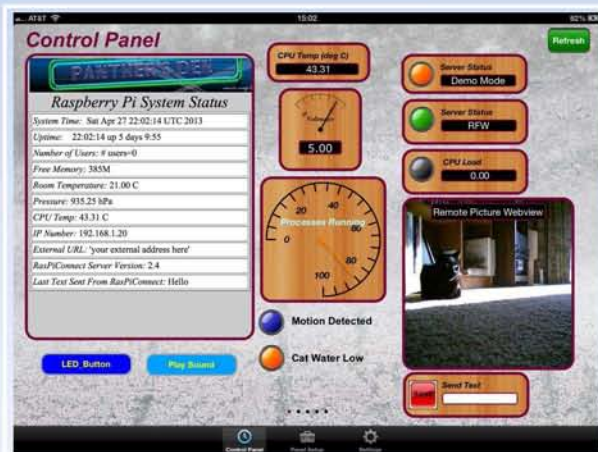 AT&T
15:02
82%
Control Panel
Refresh
PANTHER'S DEN
Raspberry Pi System Status
System Time: Sat Apr 27 22:02:14 UTC 2013
Uptime: 22:02:14 up 5 days 9:55
Number of Users: # users=0
Free Memory: 385M
Room Temperature: 21.00 C
Pressure: 935.25 hPa
CPU Temp: 43.31 C
IP Number: 192.168.1.20
External URL: 'your external address here'
RasPiConnect Server Version: 2.4
Last Text Sent From RasPiConnect: Hello
LED_Button
Play Sound
CPU Temp (deg C)
43.31
Voltmeter
5.00
Processes Running
0
20
40
60
80
100
Motion Detected
Cat Water Low
Server Status
Demo Mode
Server Status
RFW
CPU Load
0.00
Remote Picture Webview
Send Text
Control Panel
Panel Setup
Settings